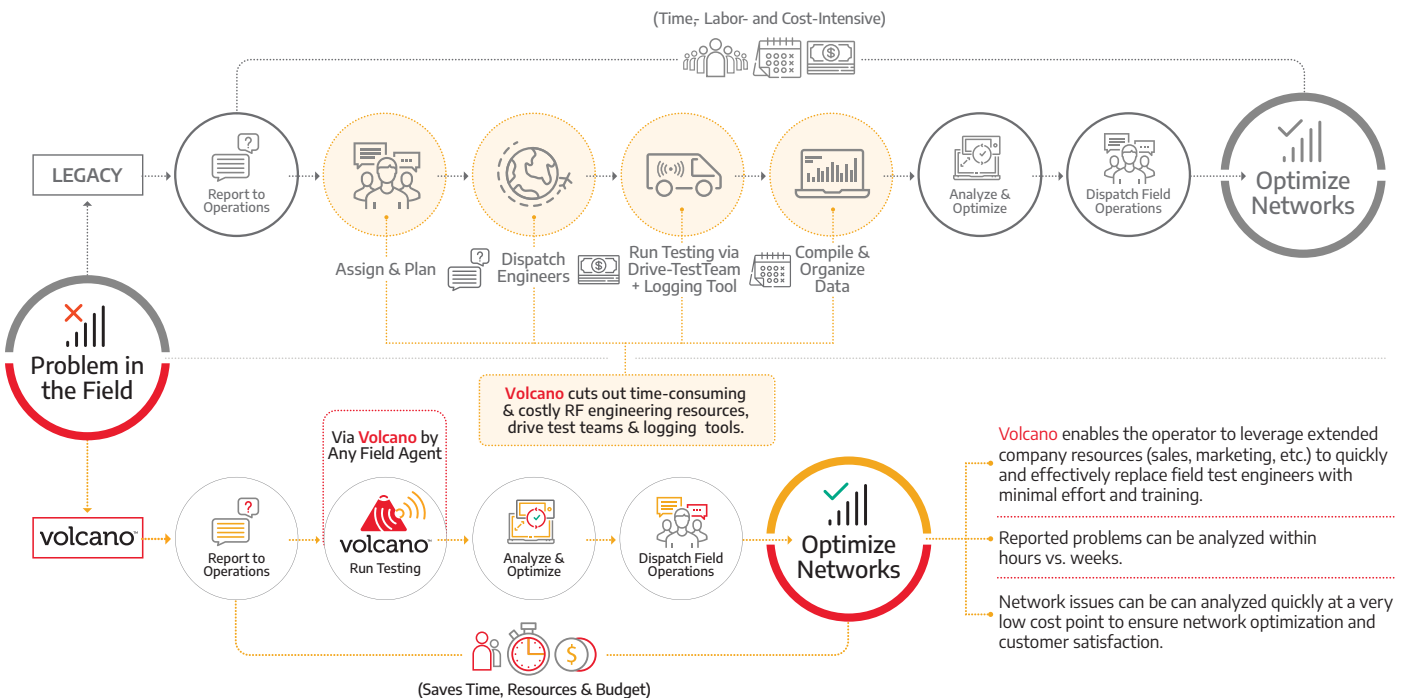 (Time,- Labor- and Cost-Intensive)
LEGACY
Report to
Operations
Assign & Plan
Dispatch
Engineers
Run Testing via
Drive-TestTeam
+ Logging Tool
Compile &
Organize
Data
Analyze &
Optimize
Dispatch Field
Operations
Optimize
Networks
Problem in
the Field
Volcano cuts out time-consuming
& costly RF engineering resources,
drive test teams & logging tools.
volcano™
Report to
Operations
Via Volcano by
Any Field Agent
volcano™
Run Testing
Analyze &
Optimize
Dispatch Field
Operations
Optimize
Networks
Volcano enables the operator to leverage extended
company resources (sales, marketing, etc.) to quickly
and effectively replace field test engineers with
minimal effort and training.
Reported problems can be analyzed within
hours vs. weeks.
Network issues can be can analyzed quickly at a very
low cost point to ensure network optimization and
customer satisfaction.
(Saves Time, Resources & Budget)